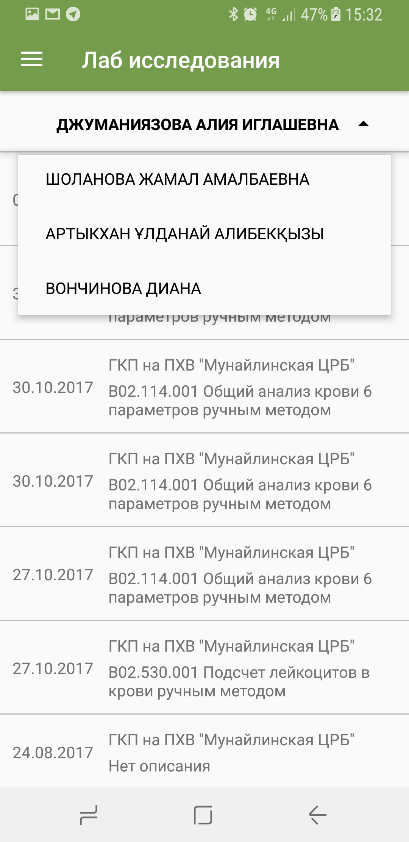 4G 47% 15:32
Лаб исследования
ДЖУМАНИЯЗОВА АЛИЯ ИГЛАШЕВНА
ШОЛАНОВА ЖАМАЛ АМАЛБАЕВНА
АРТЫКХАН ҰЛДАНАЙ АЛИБЕКҚЫЗЫ
ВОНЧИНОВА ДИАНА
параметров ручным методом
ГКП на ПХВ "Мунайлинская ЦРБ"
30.10.2017
B02.114.001 Общий анализ крови 6
параметров ручным методом
ГКП на ПХВ "Мунайлинская ЦРБ"
30.10.2017
B02.114.001 Общий анализ крови 6
параметров ручным методом
ГКП на ПХВ "Мунайлинская ЦРБ"
27.10.2017
B02.114.001 Общий анализ крови 6
параметров ручным методом
ГКП на ПХВ "Мунайлинская ЦРБ"
27.10.2017
B02.530.001 Подсчет лейкоцитов в
крови ручным методом
ГКП на ПХВ "Мунайлинская ЦРБ"
24.08.2017
Нет описания